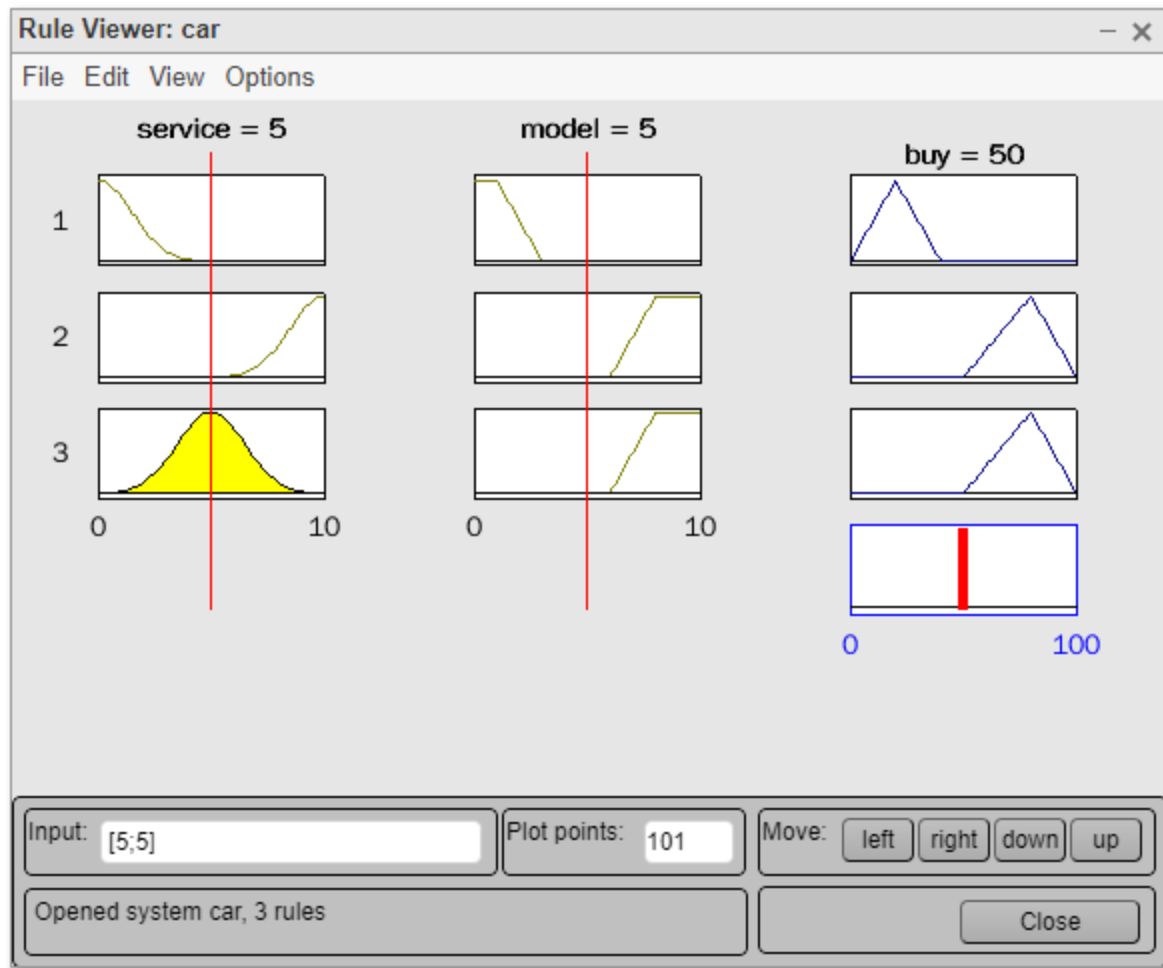 Rule Viewer: car
File Edit View Options
service = 5
model = 5
buy = 50
1
2
3
0 10
0 10
0 100
Input: [5;5]
Plot points: 101
Move: left right down up
Opened system car, 3 rules
Close